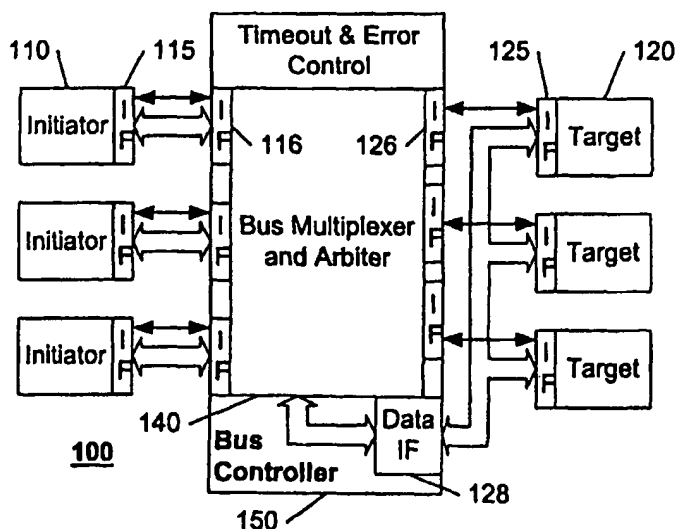 110
115
Timeout & Error
Control
125
120
Initiator
I
F
I
F
116
126
I
F
I
F
Target
Initiator
I
F
I
F
Bus Multiplexer
and Arbiter
I
F
I
F
Target
Initiator
I
F
I
F
I
F
I
F
Target
140
100
Bus
Controller
Data
IF
128
150